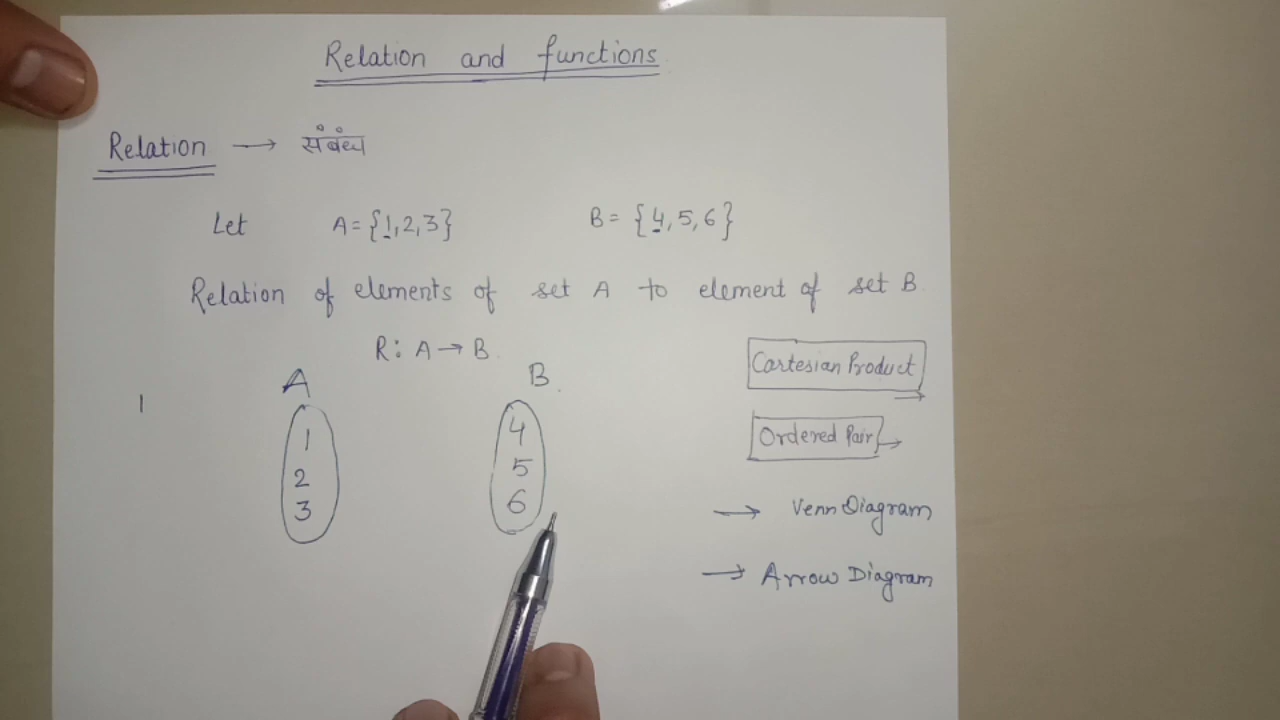 Relation and functions
Relation → संबंध
Let A = {1, 2, 3} B = {4, 5, 6}
Relation of elements of set A to element of set B
R: A → B
A B
1 4
2 5
3 6
1
Cartesian Product →
Ordered Pair →
→ Venn Diagram
→ Arrow Diagram